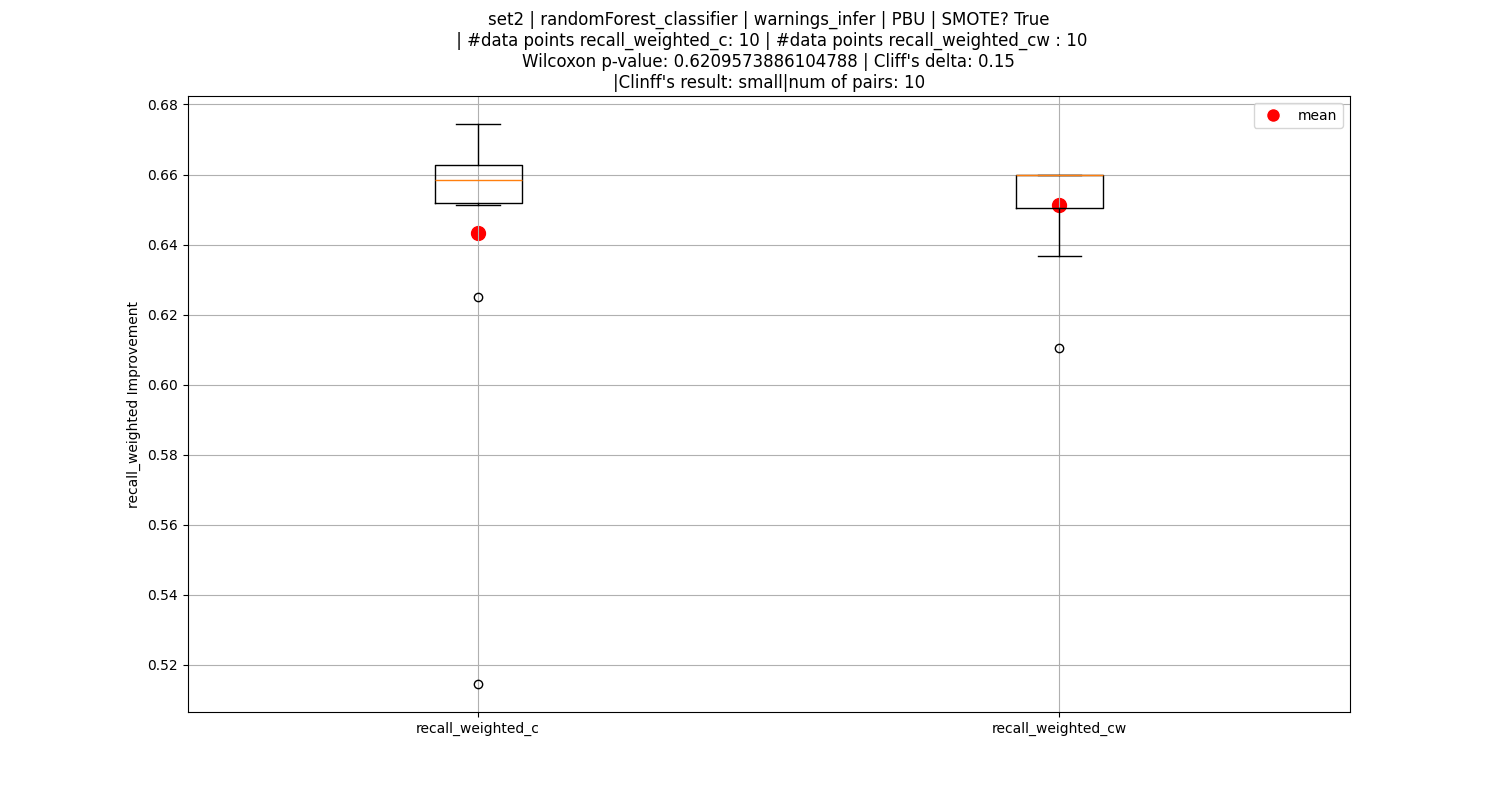 set2 | randomForest_classifier | warnings_infer | PBU | SMOTE? True
| #data points recall_weighted_c: 10 | #data points recall_weighted_cw : 10
Wilcoxon p-value: 0.6209573886104788 | Cliff's delta: 0.15
|Clinff's result: small|num of pairs: 10
mean
recall_weighted Improvement
0.68
0.66
0.64
0.62
0.60
0.58
0.56
0.54
0.52
recall_weighted_c
recall_weighted_cw